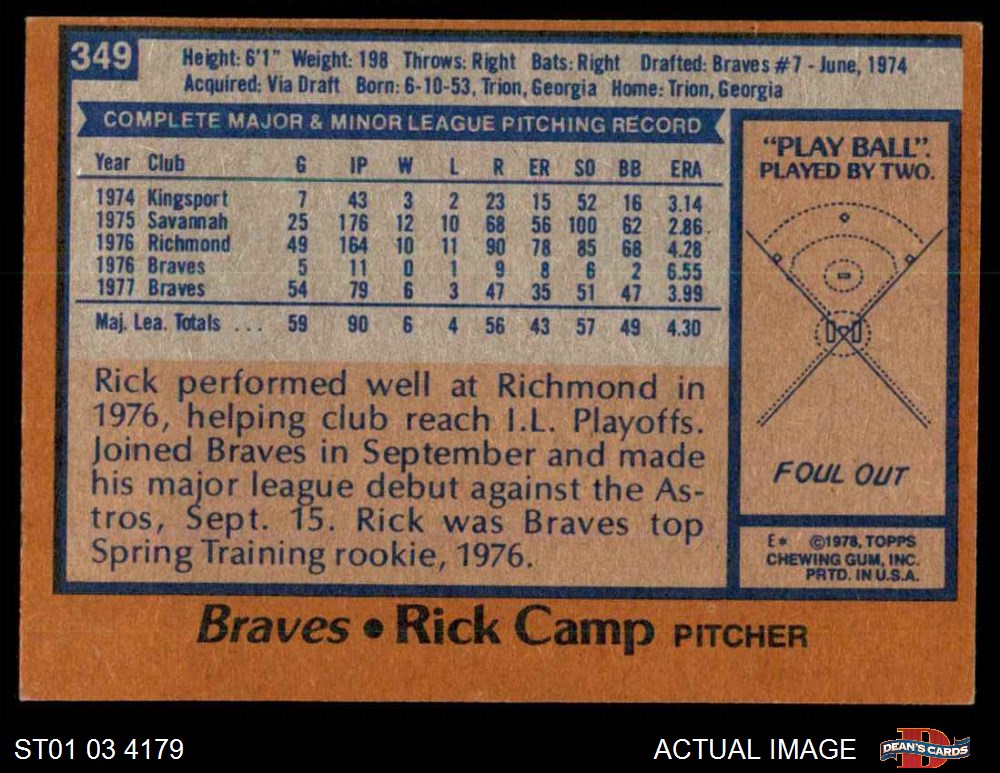 349
Height: 6'1" Weight: 198 Throws: Right Bats: Right Drafted: Braves #7 - June, 1974
Acquired: Via Draft Born: 6-10-53, Trion, Georgia Home: Trion, Georgia
COMPLETE MAJOR & MINOR LEAGUE PITCHING RECORD
Year Club G IP W L R ER SO BB ERA
1974 Kingsport 7 43 3 2 23 15 52 16 3.14
1975 Savannah 25 176 12 10 68 56 100 62 2.86
1976 Richmond 49 164 10 11 90 78 85 68 4.28
1976 Braves 5 11 0 1 9 8 6 2 6.55
1977 Braves 54 79 6 3 47 35 51 47 3.99
Maj. Lea. Totals ... 59 90 6 4 56 43 57 49 4.30
Rick performed well at Richmond in
1976, helping club reach I.L. Playoffs.
Joined Braves in September and made
his major league debut against the As-
tros, Sept. 15. Rick was Braves top
Spring Training rookie, 1976.
"PLAY BALL".
PLAYED BY TWO.
FOUL OUT
E* ©1978, TOPPS
CHEWING GUM, INC.
PRTD. IN U.S.A.
Braves • Rick Camp PITCHER
ST01 03 4179
ACTUAL IMAGE
D
DEAN'S CARDS